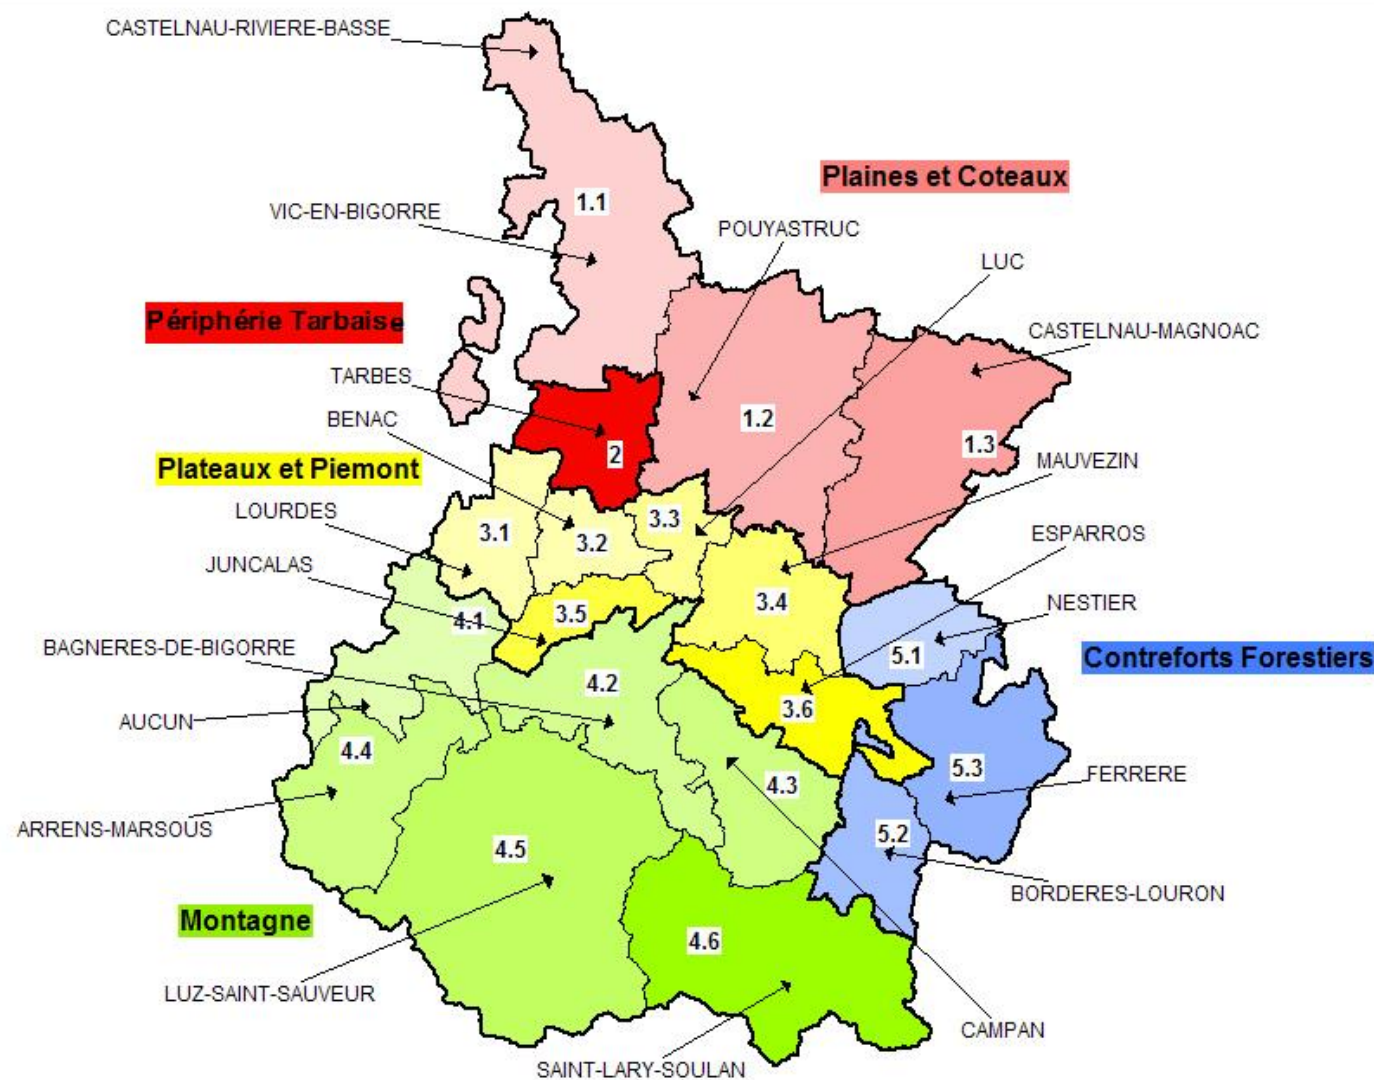 CASTELNAU-RIVIERE-BASSE
Plaines et Coteaux
1.1
VIC-EN-BIGORRE
POUYASTRUC
LUC
Périphérie Tarbaise
CASTELNAU-MAGNOAC
TARBES
BENAC
1.2
1.3
2
MAUVEZIN
Plateaux et Piemont
LOURDES
3.1
3.2
3.3
ESPARROS
JUNCALAS
3.4
NESTIER
3.5
4.1
BAGNERES-DE-BIGORRE
5.1
Contreforts Forestiers
4.2
3.6
AUCUN
4.4
5.3
FERRERE
4.3
ARRENS-MARSOUS
5.2
4.5
BORDERES-LOURON
Montagne
4.6
LUZ-SAINT-SAUVEUR
CAMPAN
SAINT-LARY-SOULAN